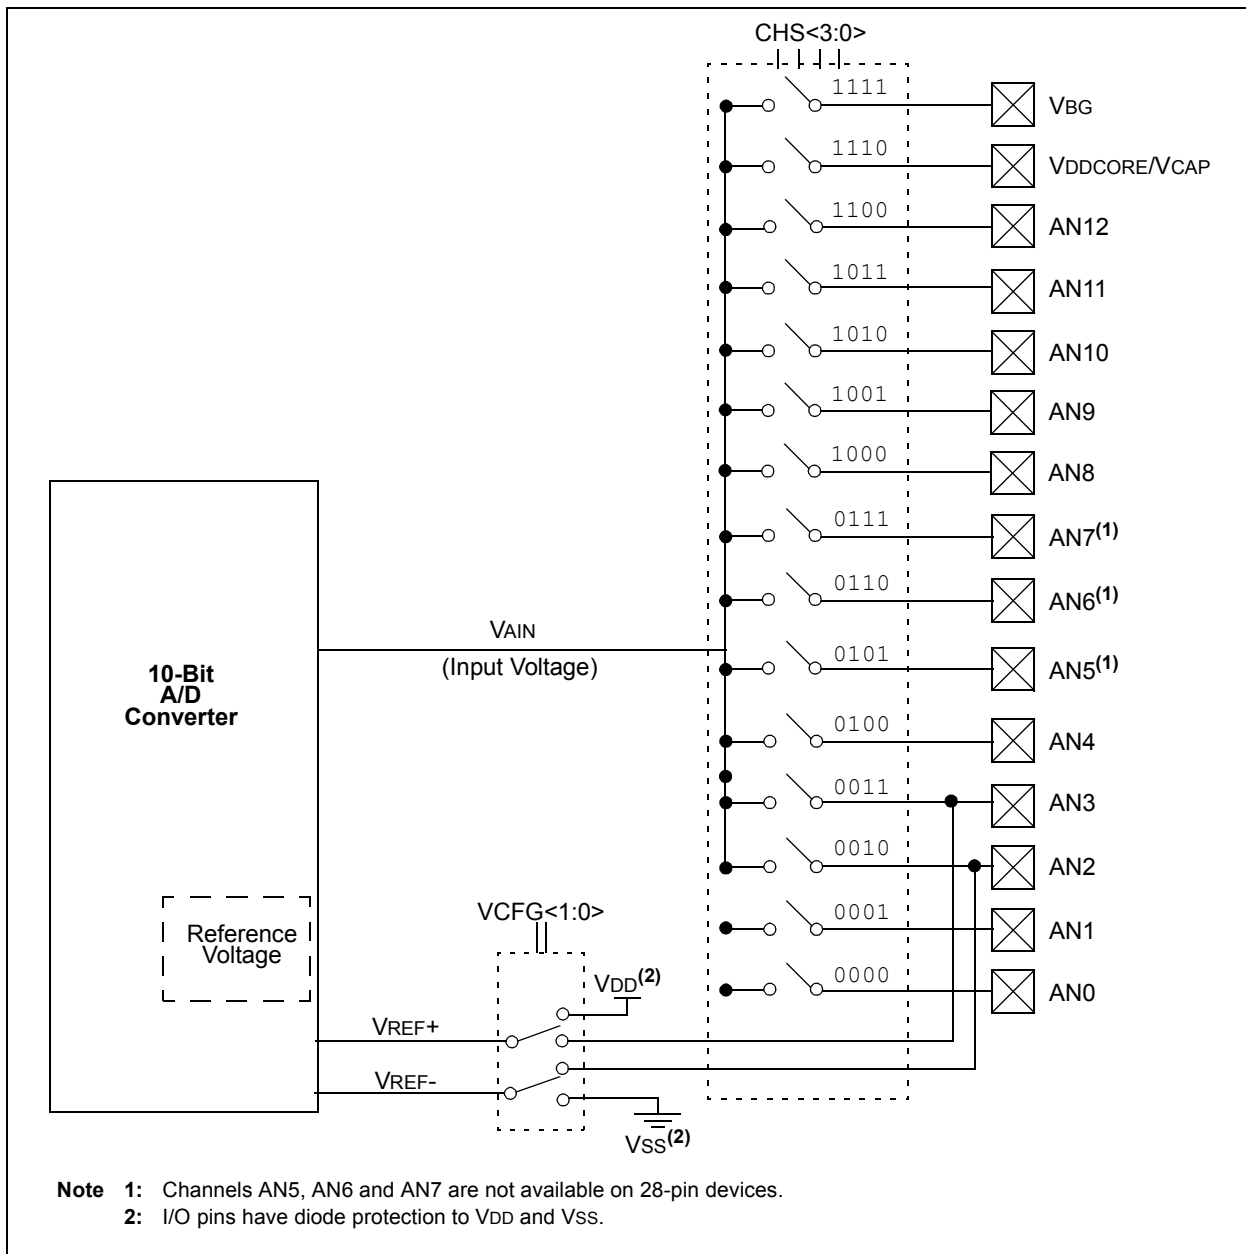 CHS<3:0>
1111
VBG
1110
VDDCORE/VCAP
1100
AN12
1011
AN11
1010
AN10
1001
AN9
1000
AN8
0111
AN7(1)
0110
AN6(1)
VAIN
(Input Voltage)
0101
AN5(1)
10-Bit
A/D
Converter
0100
AN4
0011
AN3
0010
AN2
VCFG<1:0>
0001
AN1
Reference
Voltage
0000
AN0
VDD(2)
VREF+
VREF-
VSS(2)
Note 1: Channels AN5, AN6 and AN7 are not available on 28-pin devices.
2: I/O pins have diode protection to VDD and VSS.